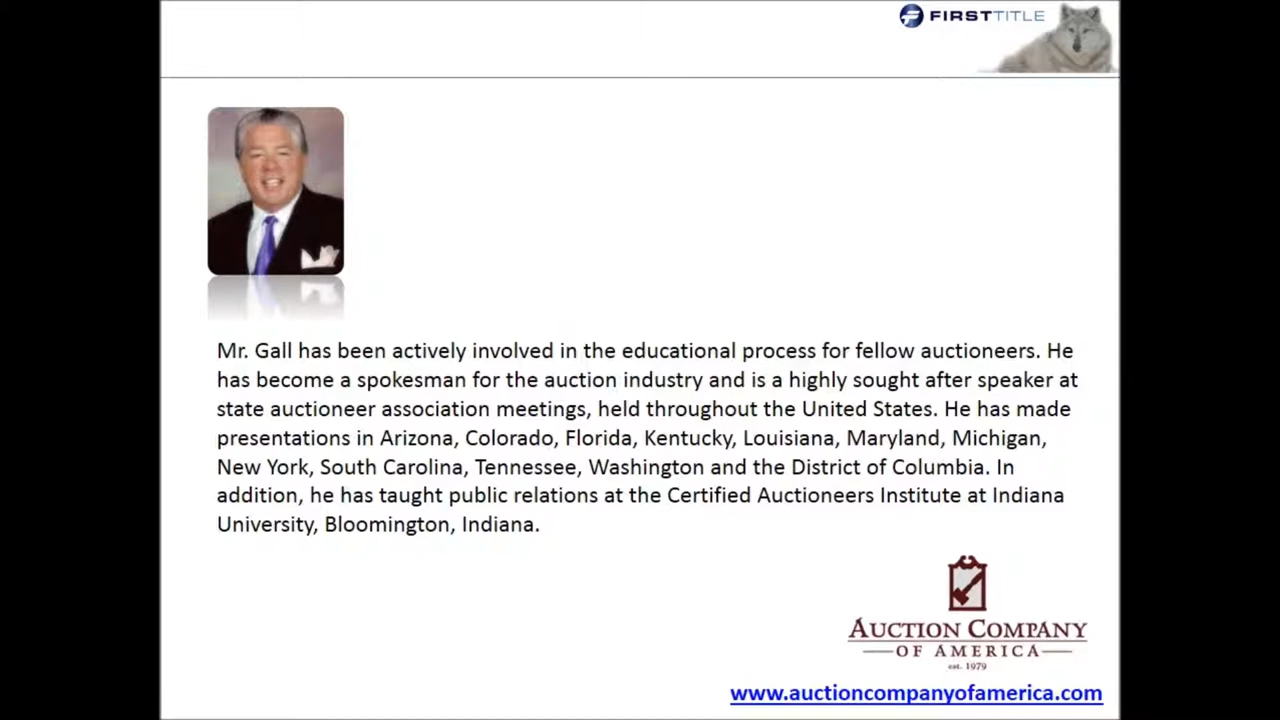 FIRSTTITLE
Mr. Gall has been actively involved in the educational process for fellow auctioneers. He
has become a spokesman for the auction industry and is a highly sought after speaker at
state auctioneer association meetings, held throughout the United States. He has made
presentations in Arizona, Colorado, Florida, Kentucky, Louisiana, Maryland, Michigan,
New York, South Carolina, Tennessee, Washington and the District of Columbia. In
addition, he has taught public relations at the Certified Auctioneers Institute at Indiana
University, Bloomington, Indiana.
AUCTION COMPANY
OF AMERICA
est. 1979
www.auctioncompanyofamerica.com